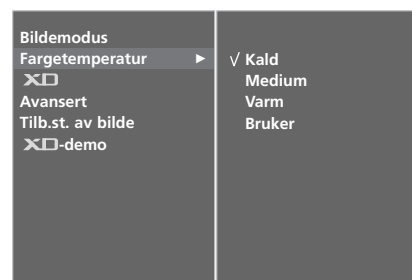 Bildemodus
Fargetemperatur ►
XD
Avansert
Tilb.st. av bilde
XD-demo
√ Kald
Medium
Varm
Bruker